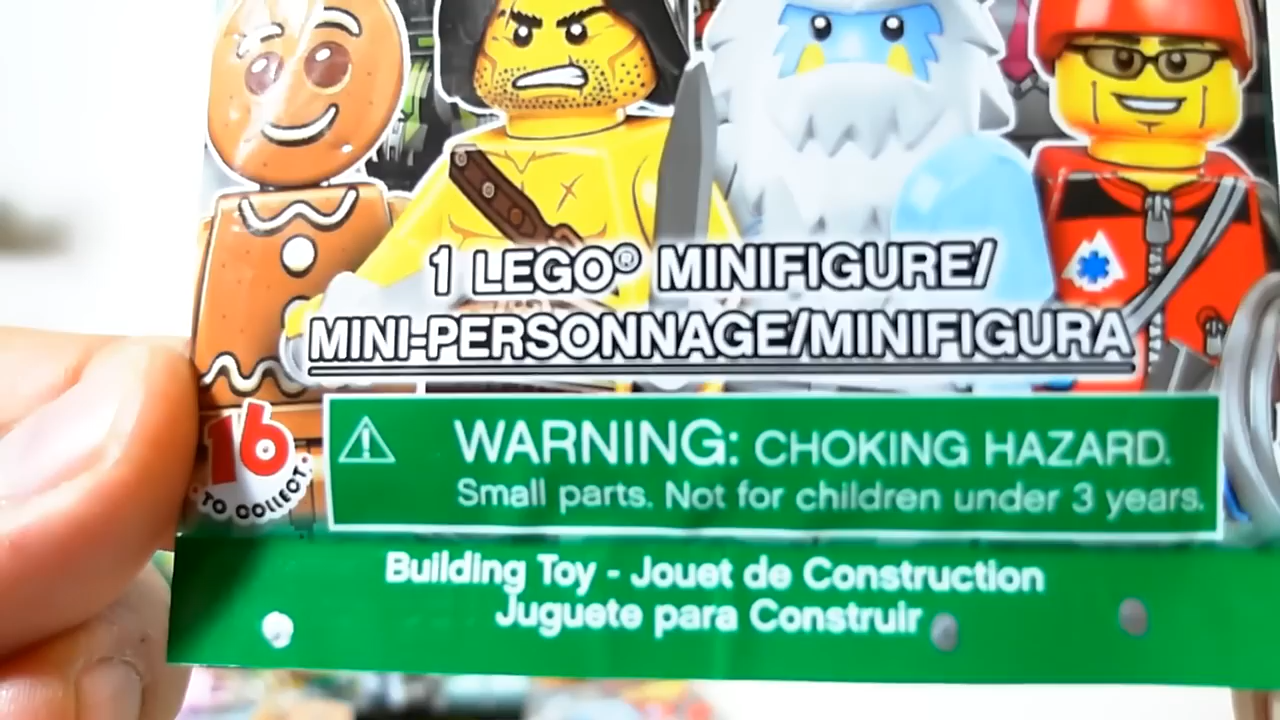 1 LEGO® MINIFIGURE/
MINI-PERSONNAGE/MINIFIGURA
16
TO COLLECT.
WARNING: CHOKING HAZARD.
Small parts. Not for children under 3 years.
Building Toy - Jouet de Construction
Juguete para Construir